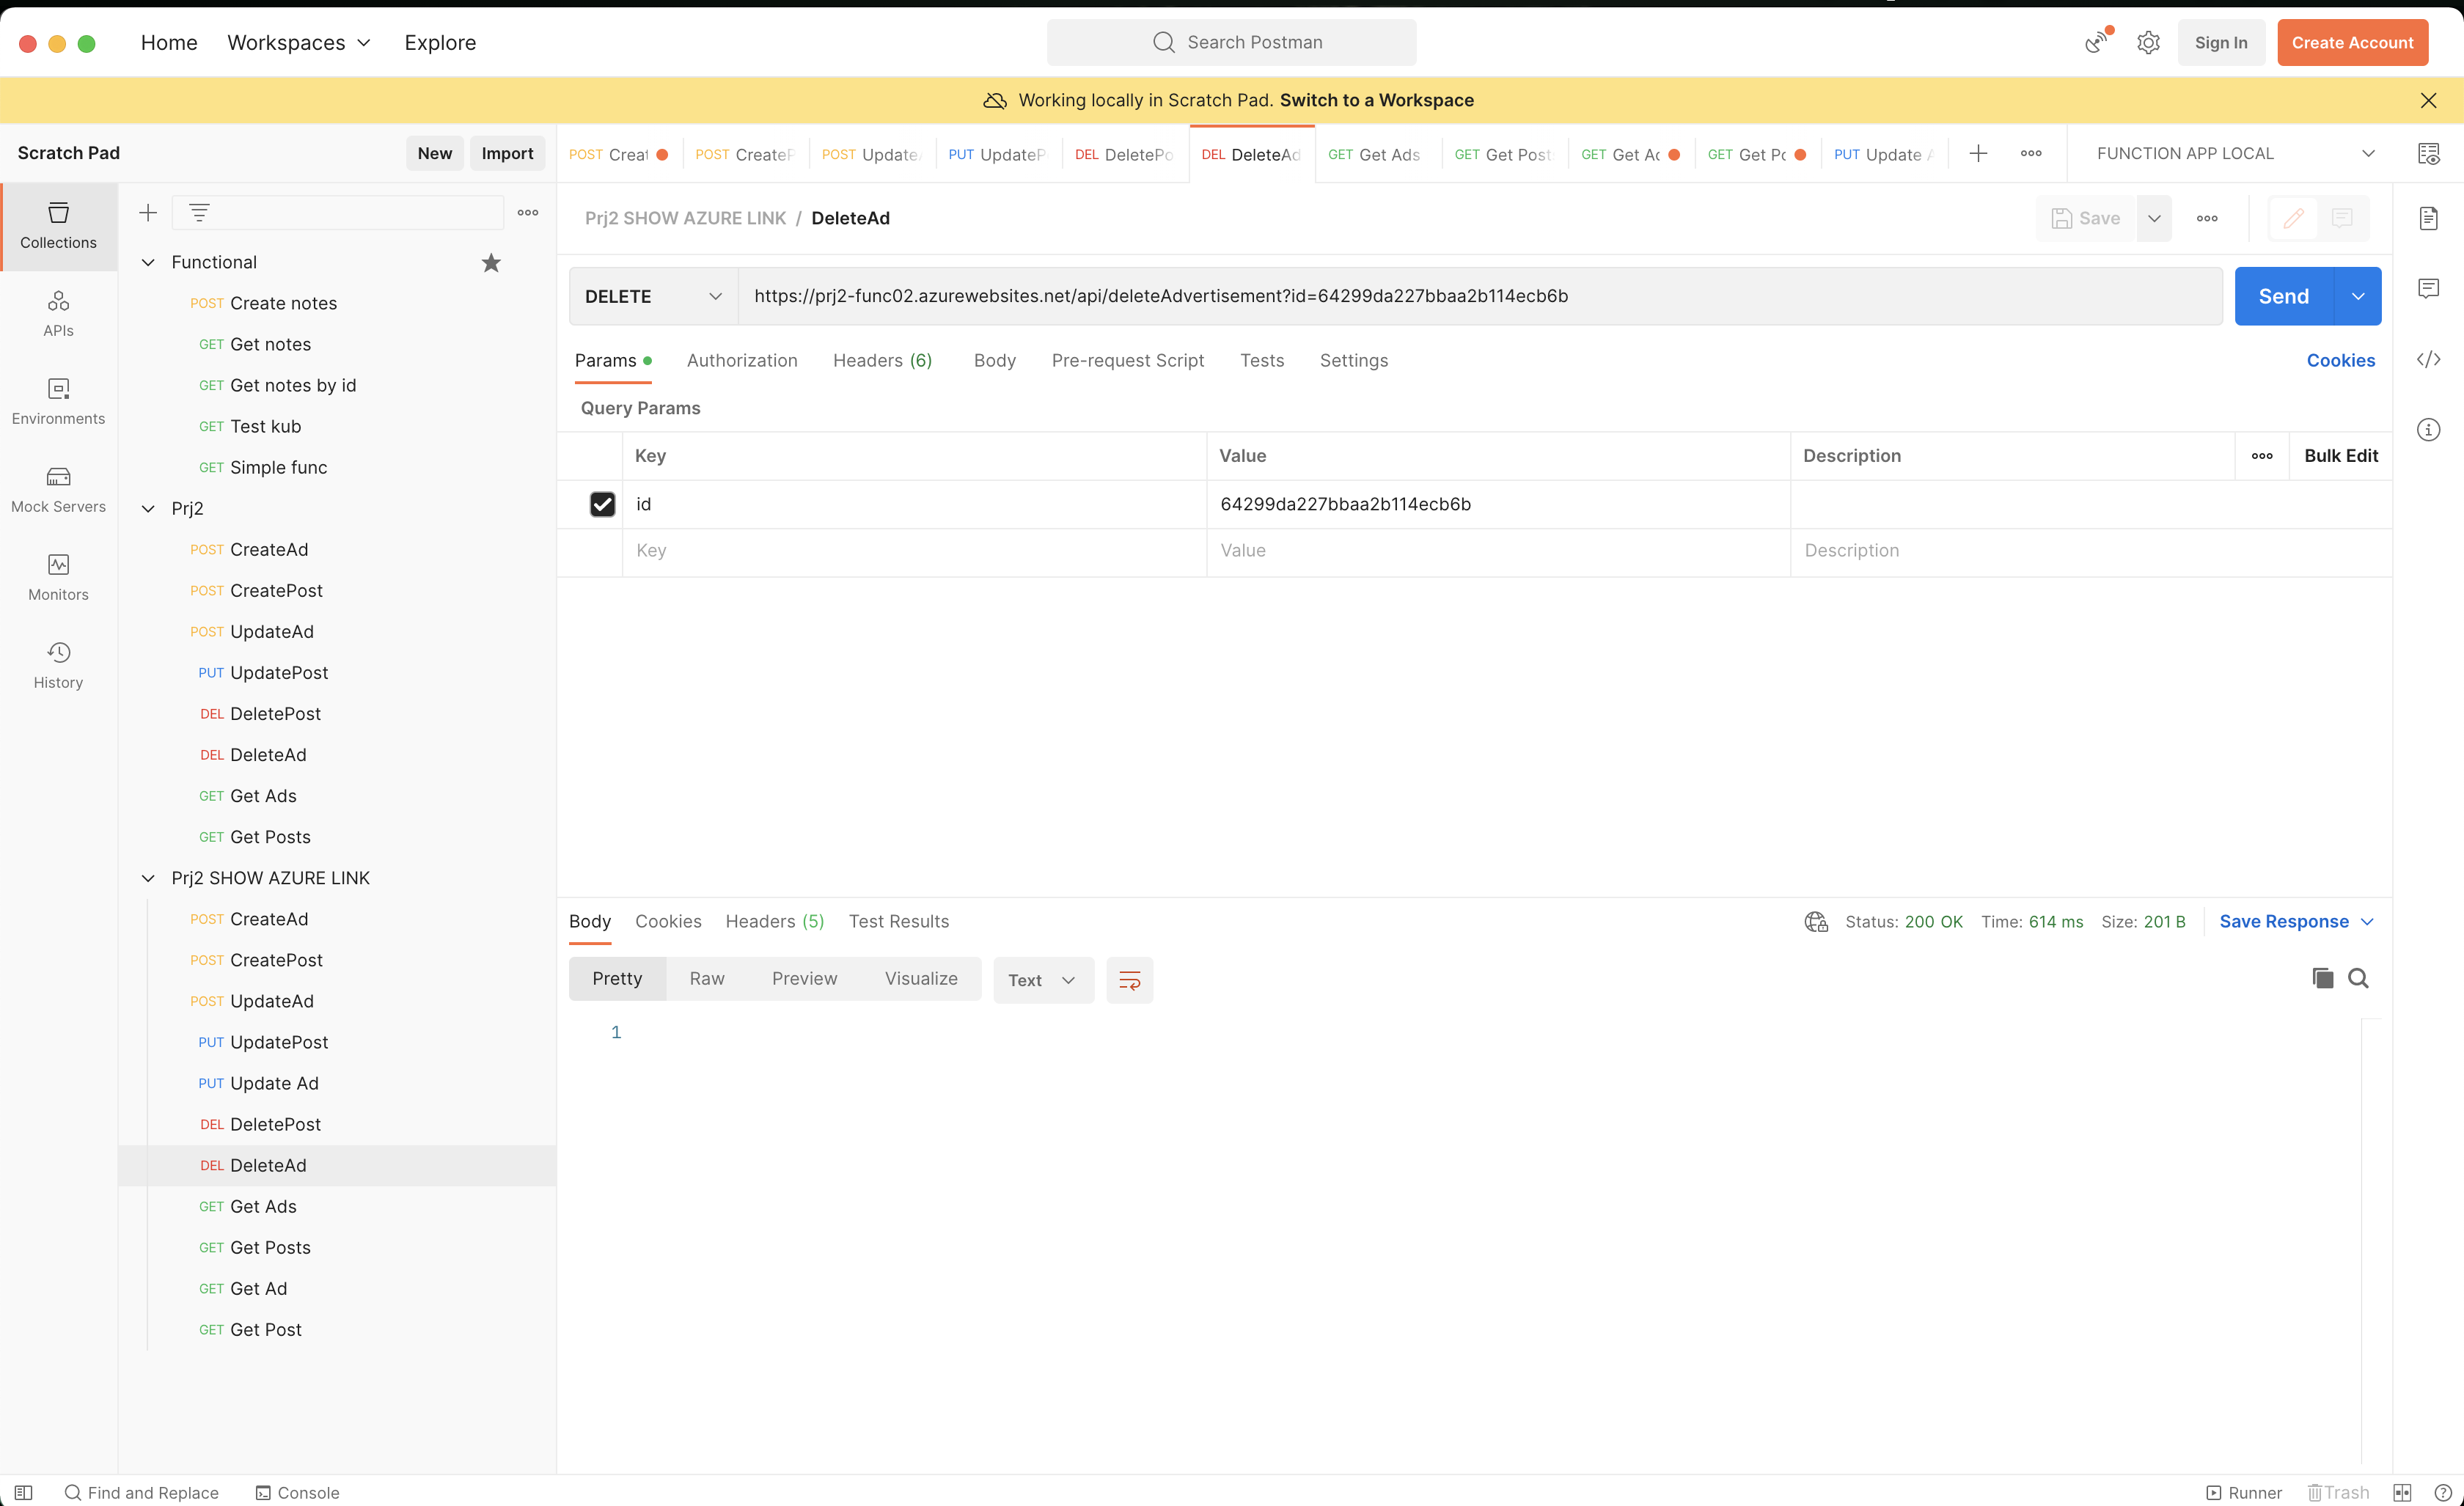 Home Workspaces Explore Search Postman Sign In Create Account
Working locally in Scratch Pad. Switch to a Workspace
Scratch Pad New Import
POST Creat POST CreateP POST UpdateA PUT UpdateP DEL DeletePo DEL DeleteAd GET Get Ads GET Get Posts GET Get Ac GET Get Pc PUT Update A FUNCTION APP LOCAL
Collections
APIs
Environments
Mock Servers
Monitors
History
Functional
POST Create notes
GET Get notes
GET Get notes by id
GET Test kub
GET Simple func
Prj2
POST CreateAd
POST CreatePost
POST UpdateAd
PUT UpdatePost
DEL DeletePost
DEL DeleteAd
GET Get Ads
GET Get Posts
Prj2 SHOW AZURE LINK
POST CreateAd
POST CreatePost
POST UpdateAd
PUT UpdatePost
PUT Update Ad
DEL DeletePost
DEL DeleteAd
GET Get Ads
GET Get Posts
GET Get Ad
GET Get Post
Prj2 SHOW AZURE LINK / DeleteAd Save
DELETE https://prj2-func02.azurewebsites.net/api/deleteAdvertisement?id=64299da227bbaa2b114ecb6b Send
Params Authorization Headers (6) Body Pre-request Script Tests Settings Cookies
Query Params
Key Value Description Bulk Edit
id 64299da227bbaa2b114ecb6b
Key Value Description
Body Cookies Headers (5) Test Results Status: 200 OK Time: 614 ms Size: 201 B Save Response
Pretty Raw Preview Visualize Text
1
Find and Replace Console Runner Trash